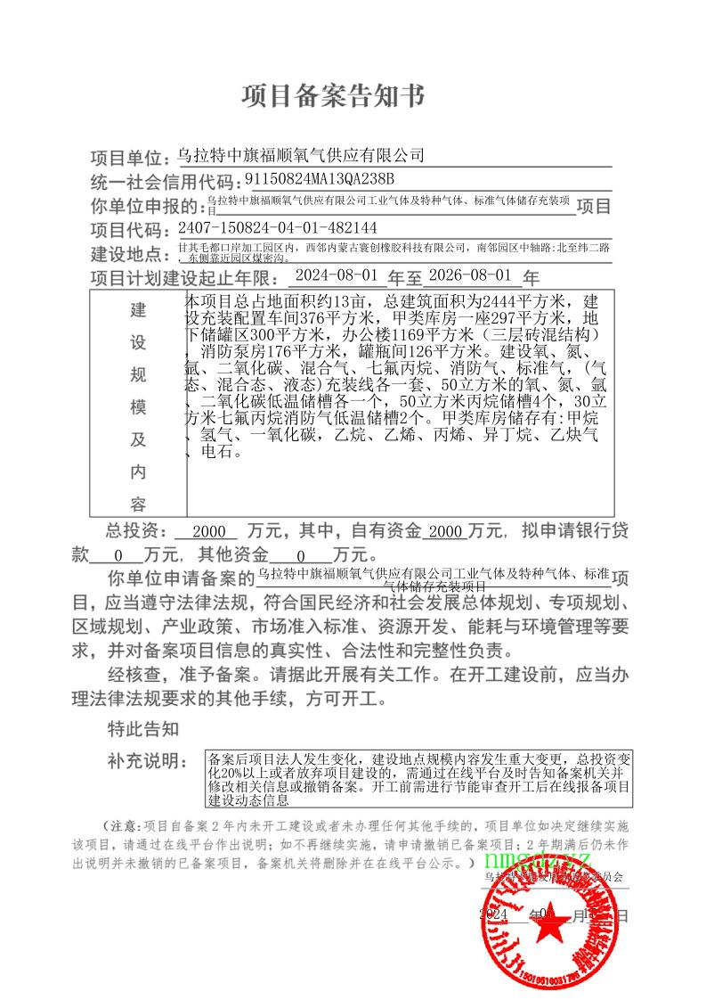 项目备案告知书
项目单位：乌拉特中旗福顺氧气供应有限公司
统一社会信用代码：91150824MA13QA238B
你单位申报的：乌拉特中旗福顺氧气供应有限公司工业气体及特种气体、标准气体储存充装项
目 项目
项目代码：2407-150824-04-01-482144
建设地点：甘其毛都口岸加工园区内，西邻内蒙古寰创橡胶科技有限公司，南邻园区中轴路:北至纬二路
，东侧靠近园区煤密沟。
项目计划建设起止年限： 2024-08-01 年至 2026-08-01 年
建设规模及内容
本项目总占地面积约13亩，总建筑面积为2444平方米，建
设充装配置车间376平方米，甲类库房一座297平方米，地
下储罐区300平方米，办公楼1169平方米（三层砖混结构）
，消防泵房176平方米，罐瓶间126平方米。建设氧、氮、
氩、二氧化碳、混合气、七氟丙烷、消防气、标准气，(气
态、混合态、液态)充装线各一套、50立方米的氧、氮、氩
、二氧化碳低温储槽各一个，50立方米丙烷储槽4个，30立
方米七氟丙烷消防气低温储槽2个。甲类库房储存有:甲烷
、氢气、一氧化碳，乙烷、乙烯、丙烯、异丁烷、乙炔气
、电石。
总投资： 2000 万元，其中，自有资金 2000 万元，拟申请银行贷
款 0 万元，其他资金 0 万元。
你单位申请备案的 乌拉特中旗福顺氧气供应有限公司工业气体及特种气体、标准 项
气体储存充装项目
目，应当遵守法律法规，符合国民经济和社会发展总体规划、专项规划、
区域规划、产业政策、市场准入标准、资源开发、能耗与环境管理等要
求，并对备案项目信息的真实性、合法性和完整性负责。
经核查，准予备案。请据此开展有关工作。在开工建设前，应当办
理法律法规要求的其他手续，方可开工。
特此告知
补充说明：
备案后项目法人发生变化，建设地点规模内容发生重大变更，总投资变
化20%以上或者放弃项目建设的，需通过在线平台及时告知备案机关并
修改相关信息或撤销备案。开工前需进行节能审查开工后在线报备项目
建设动态信息
（注意：项目自备案２年内未开工建设或者未办理任何其他手续的，项目单位如决定继续实施
该项目，请通过在线平台作出说明；如不再继续实施，请申请撤销已备案项目；２年期满后仍未作
出说明并未撤销的已备案项目，备案机关将删除并在在线平台公示。）
nmgdzyz
乌拉特中旗发展和改革委员会
2024 年 月 日